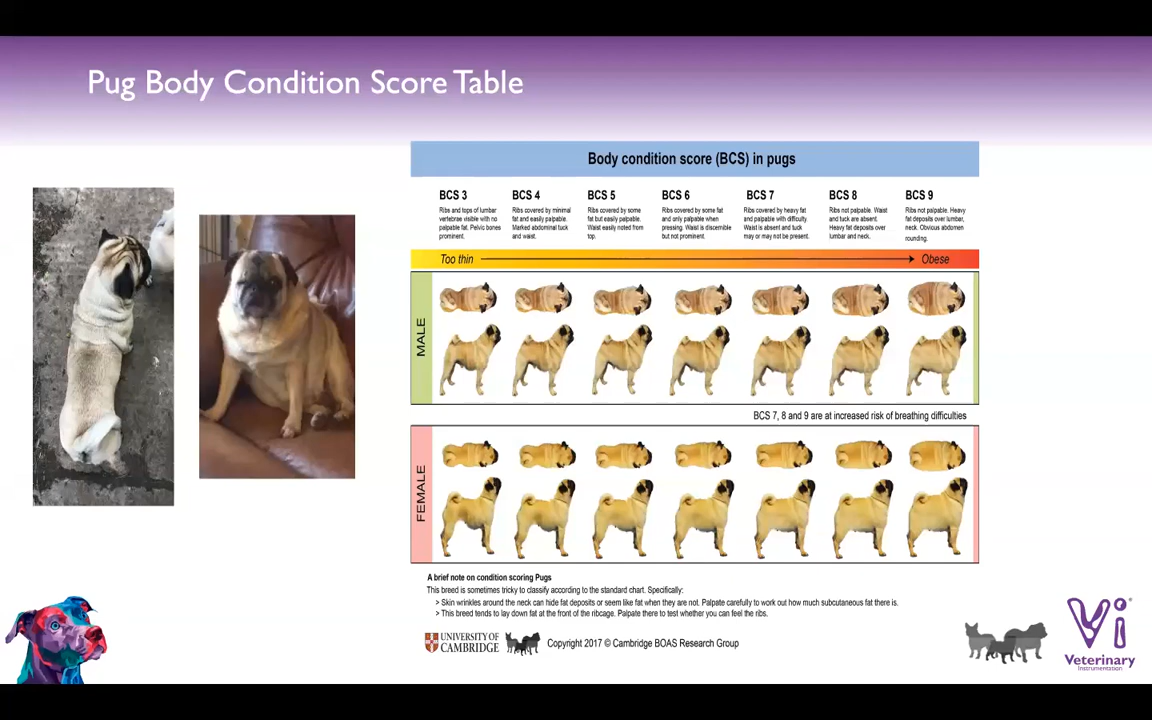 Pug Body Condition Score Table
Body condition score (BCS) in pugs
BCS 3
Ribs and tops of lumbar
vertebrae visible with no
palpable fat. Pelvic bones
prominent.
BCS 4
Ribs covered by minimal
fat and easily palpable.
Marked abdominal tuck
and waist.
BCS 5
Ribs covered by some
fat but easily palpable.
Waist easily noted from
top.
BCS 6
Ribs covered by some fat
and only palpable when
pressing. Waist is discernible
but not prominent.
BCS 7
Ribs covered by heavy fat
and palpable with difficulty.
Waist is absent and tuck
may or may not be present.
BCS 8
Ribs not palpable. Waist
and tuck are absent.
Heavy fat deposits over
lumbar and neck.
BCS 9
Ribs not palpable. Heavy
fat deposits over lumbar,
neck. Obvious abdomen
rounding.
Too thin
Obese
MALE
BCS 7, 8 and 9 are at increased risk of breathing difficulties
FEMALE
A brief note on condition scoring Pugs
This breed is sometimes tricky to classify according to the standard chart. Specifically:
> Skin wrinkles around the neck can hide fat deposits or seem like fat when they are not. Palpate carefully to work out how much subcutaneous fat there is.
> This breed tends to lay down fat at the front of the ribcage. Palpate there to test whether you can feel the ribs.
UNIVERSITY OF
CAMBRIDGE
Copyright 2017 © Cambridge BOAS Research Group
Vi®
Veterinary
Instrumentation